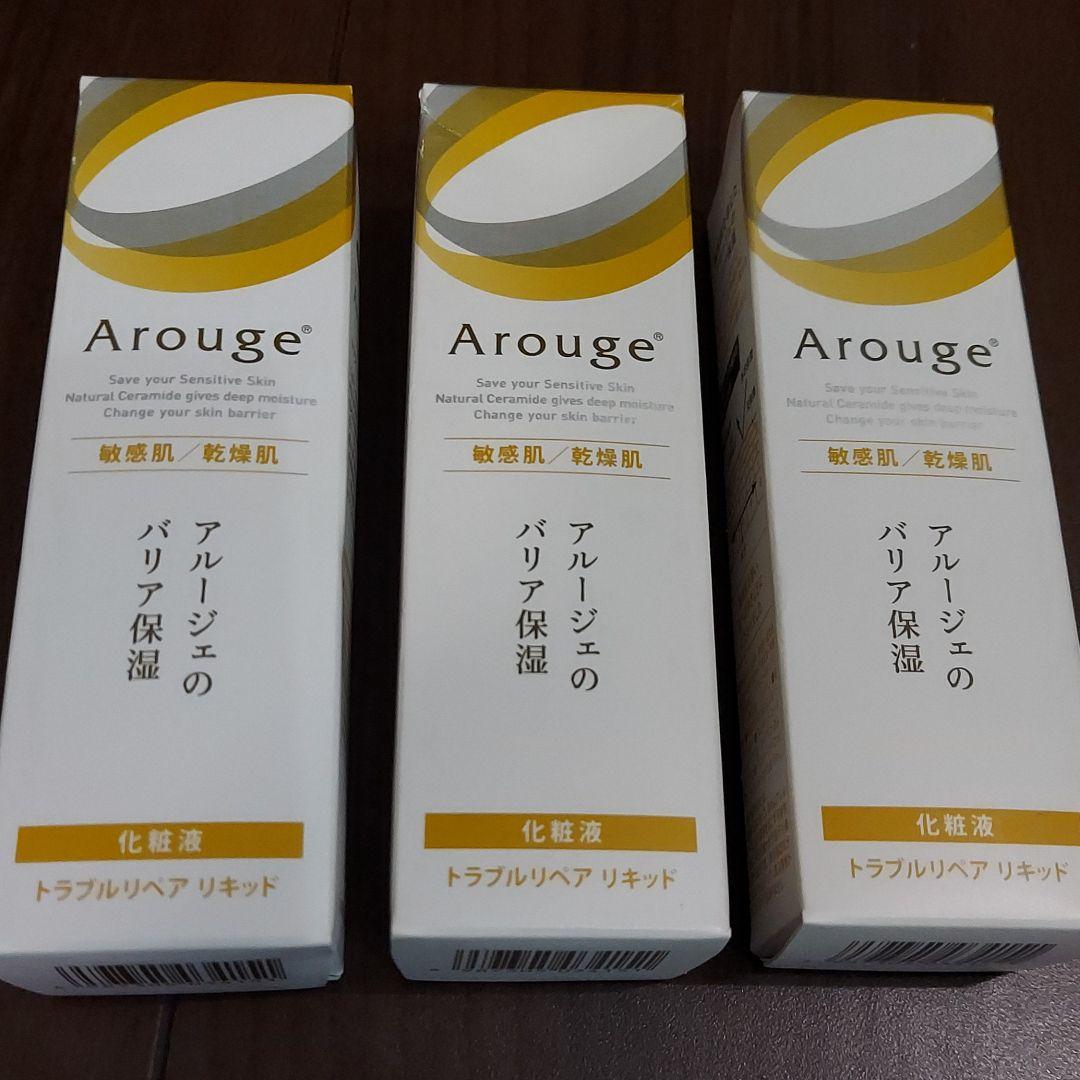 Arouge®
Save your Sensitive Skin
Natural Ceramide gives deep moisture
Change your skin barrier
敏感肌／乾燥肌
アルージェの
バリア保湿
化粧液
トラブルリペア リキッド
Arouge®
Save your Sensitive Skin
Natural Ceramide gives deep moisture
Change your skin barrier
敏感肌／乾燥肌
アルージェの
バリア保湿
化粧液
トラブルリペア リキッド
Arouge®
Save your Sensitive Skin
Natural Ceramide gives deep moisture
Change your skin barrier
敏感肌／乾燥肌
アルージェの
バリア保湿
化粧液
トラブルリペア リキッド